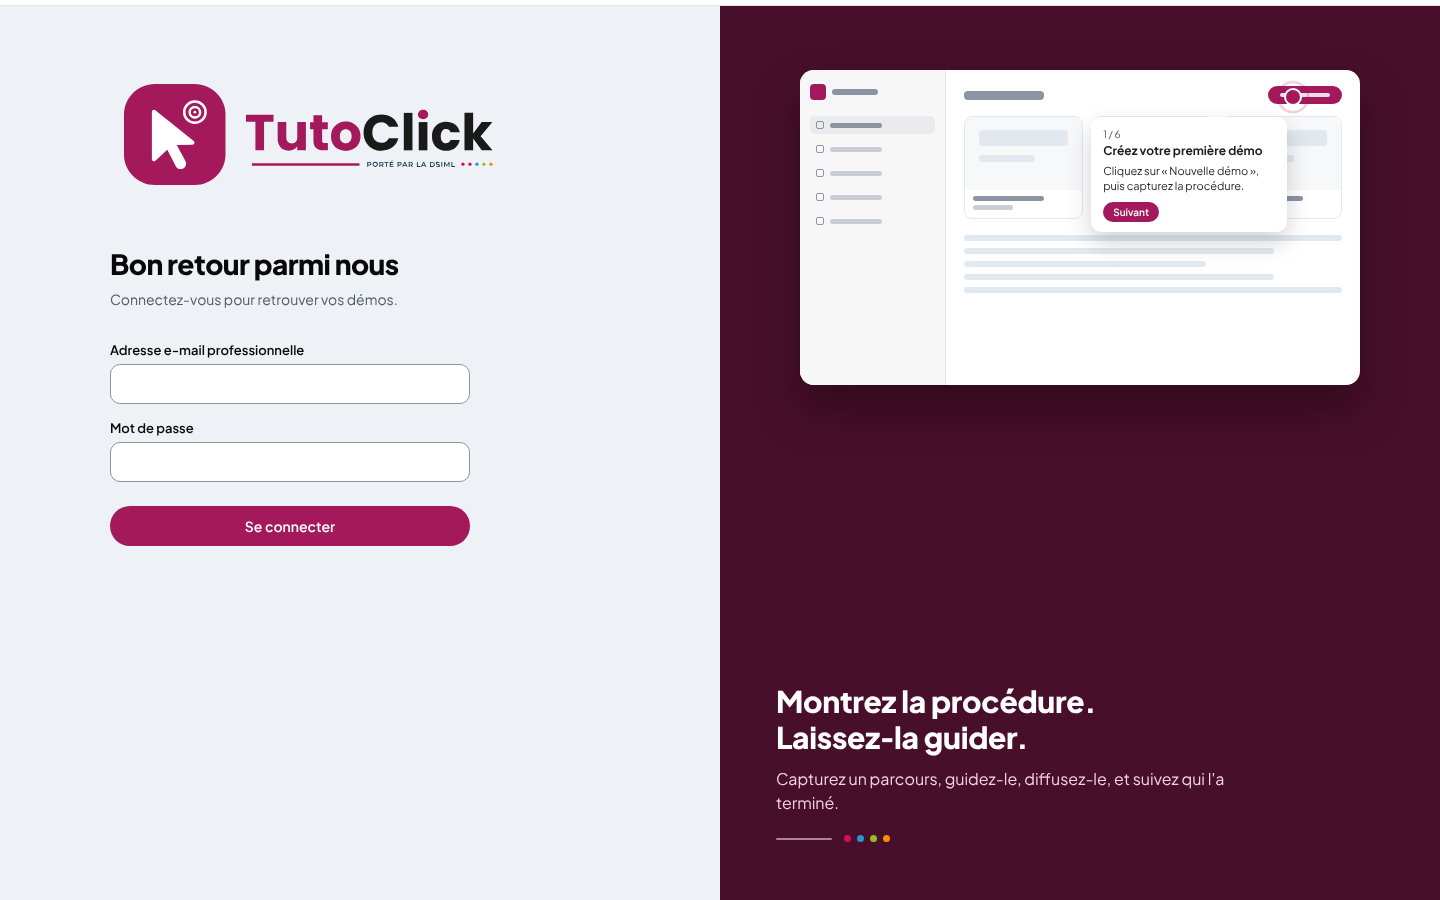 TutoClick
PORTÉ PAR LA DSIML
Bon retour parmi nous
Connectez-vous pour retrouver vos démos.
Adresse e-mail professionnelle
Mot de passe
Se connecter
1 / 6
Créez votre première démo
Cliquez sur « Nouvelle démo »,
puis capturez la procédure.
Suivant
Montrez la procédure.
Laissez-la guider.
Capturez un parcours, guidez-le, diffusez-le, et suivez qui l'a
terminé.